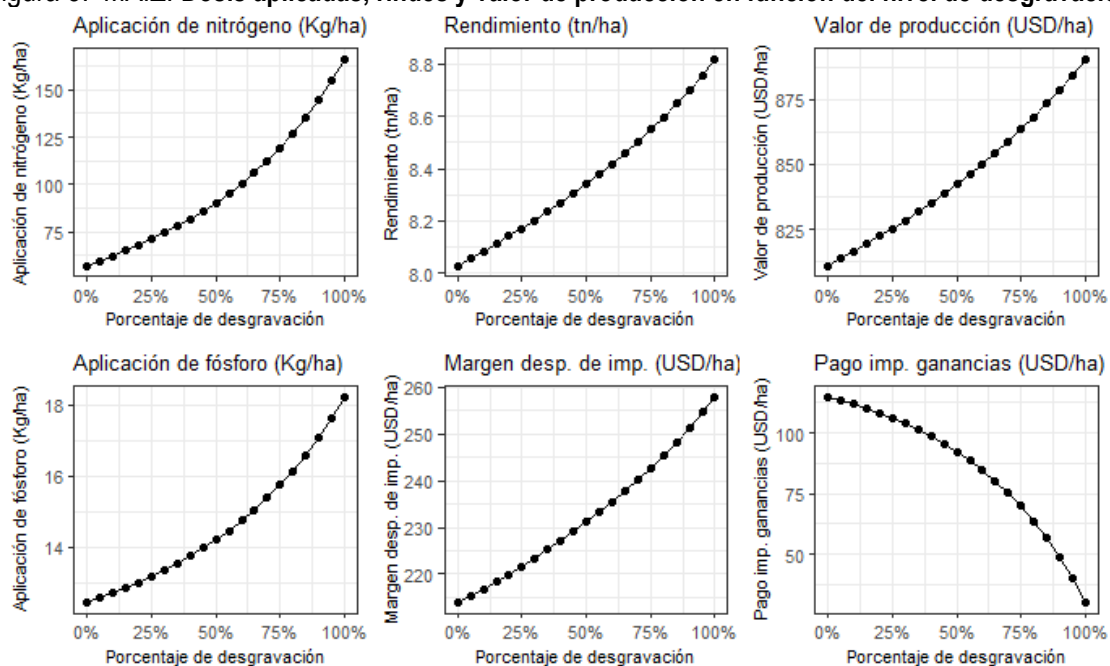 Aplicación de nitrógeno (Kg/ha)
Aplicación de nitrógeno (Kg/ha)
150
125
100
75
0% 25% 50% 75% 100%
Porcentaje de desgravación
Rendimiento (tn/ha)
Rendimiento (tn/ha)
8.8
8.6
8.4
8.2
8.0
0% 25% 50% 75% 100%
Porcentaje de desgravación
Valor de producción (USD/ha)
Valor de producción (USD/ha)
875
850
825
0% 25% 50% 75% 100%
Porcentaje de desgravación
Aplicación de fósforo (Kg/ha)
Aplicación de fósforo (Kg/ha)
18
16
14
0% 25% 50% 75% 100%
Porcentaje de desgravación
Margen desp. de imp. (USD/ha)
Margen desp. de imp. (USD/ha)
260
250
240
230
220
0% 25% 50% 75% 100%
Porcentaje de desgravación
Pago imp. ganancias (USD/ha)
Pago imp. ganancias (USD/ha)
100
75
50
0% 25% 50% 75% 100%
Porcentaje de desgravación